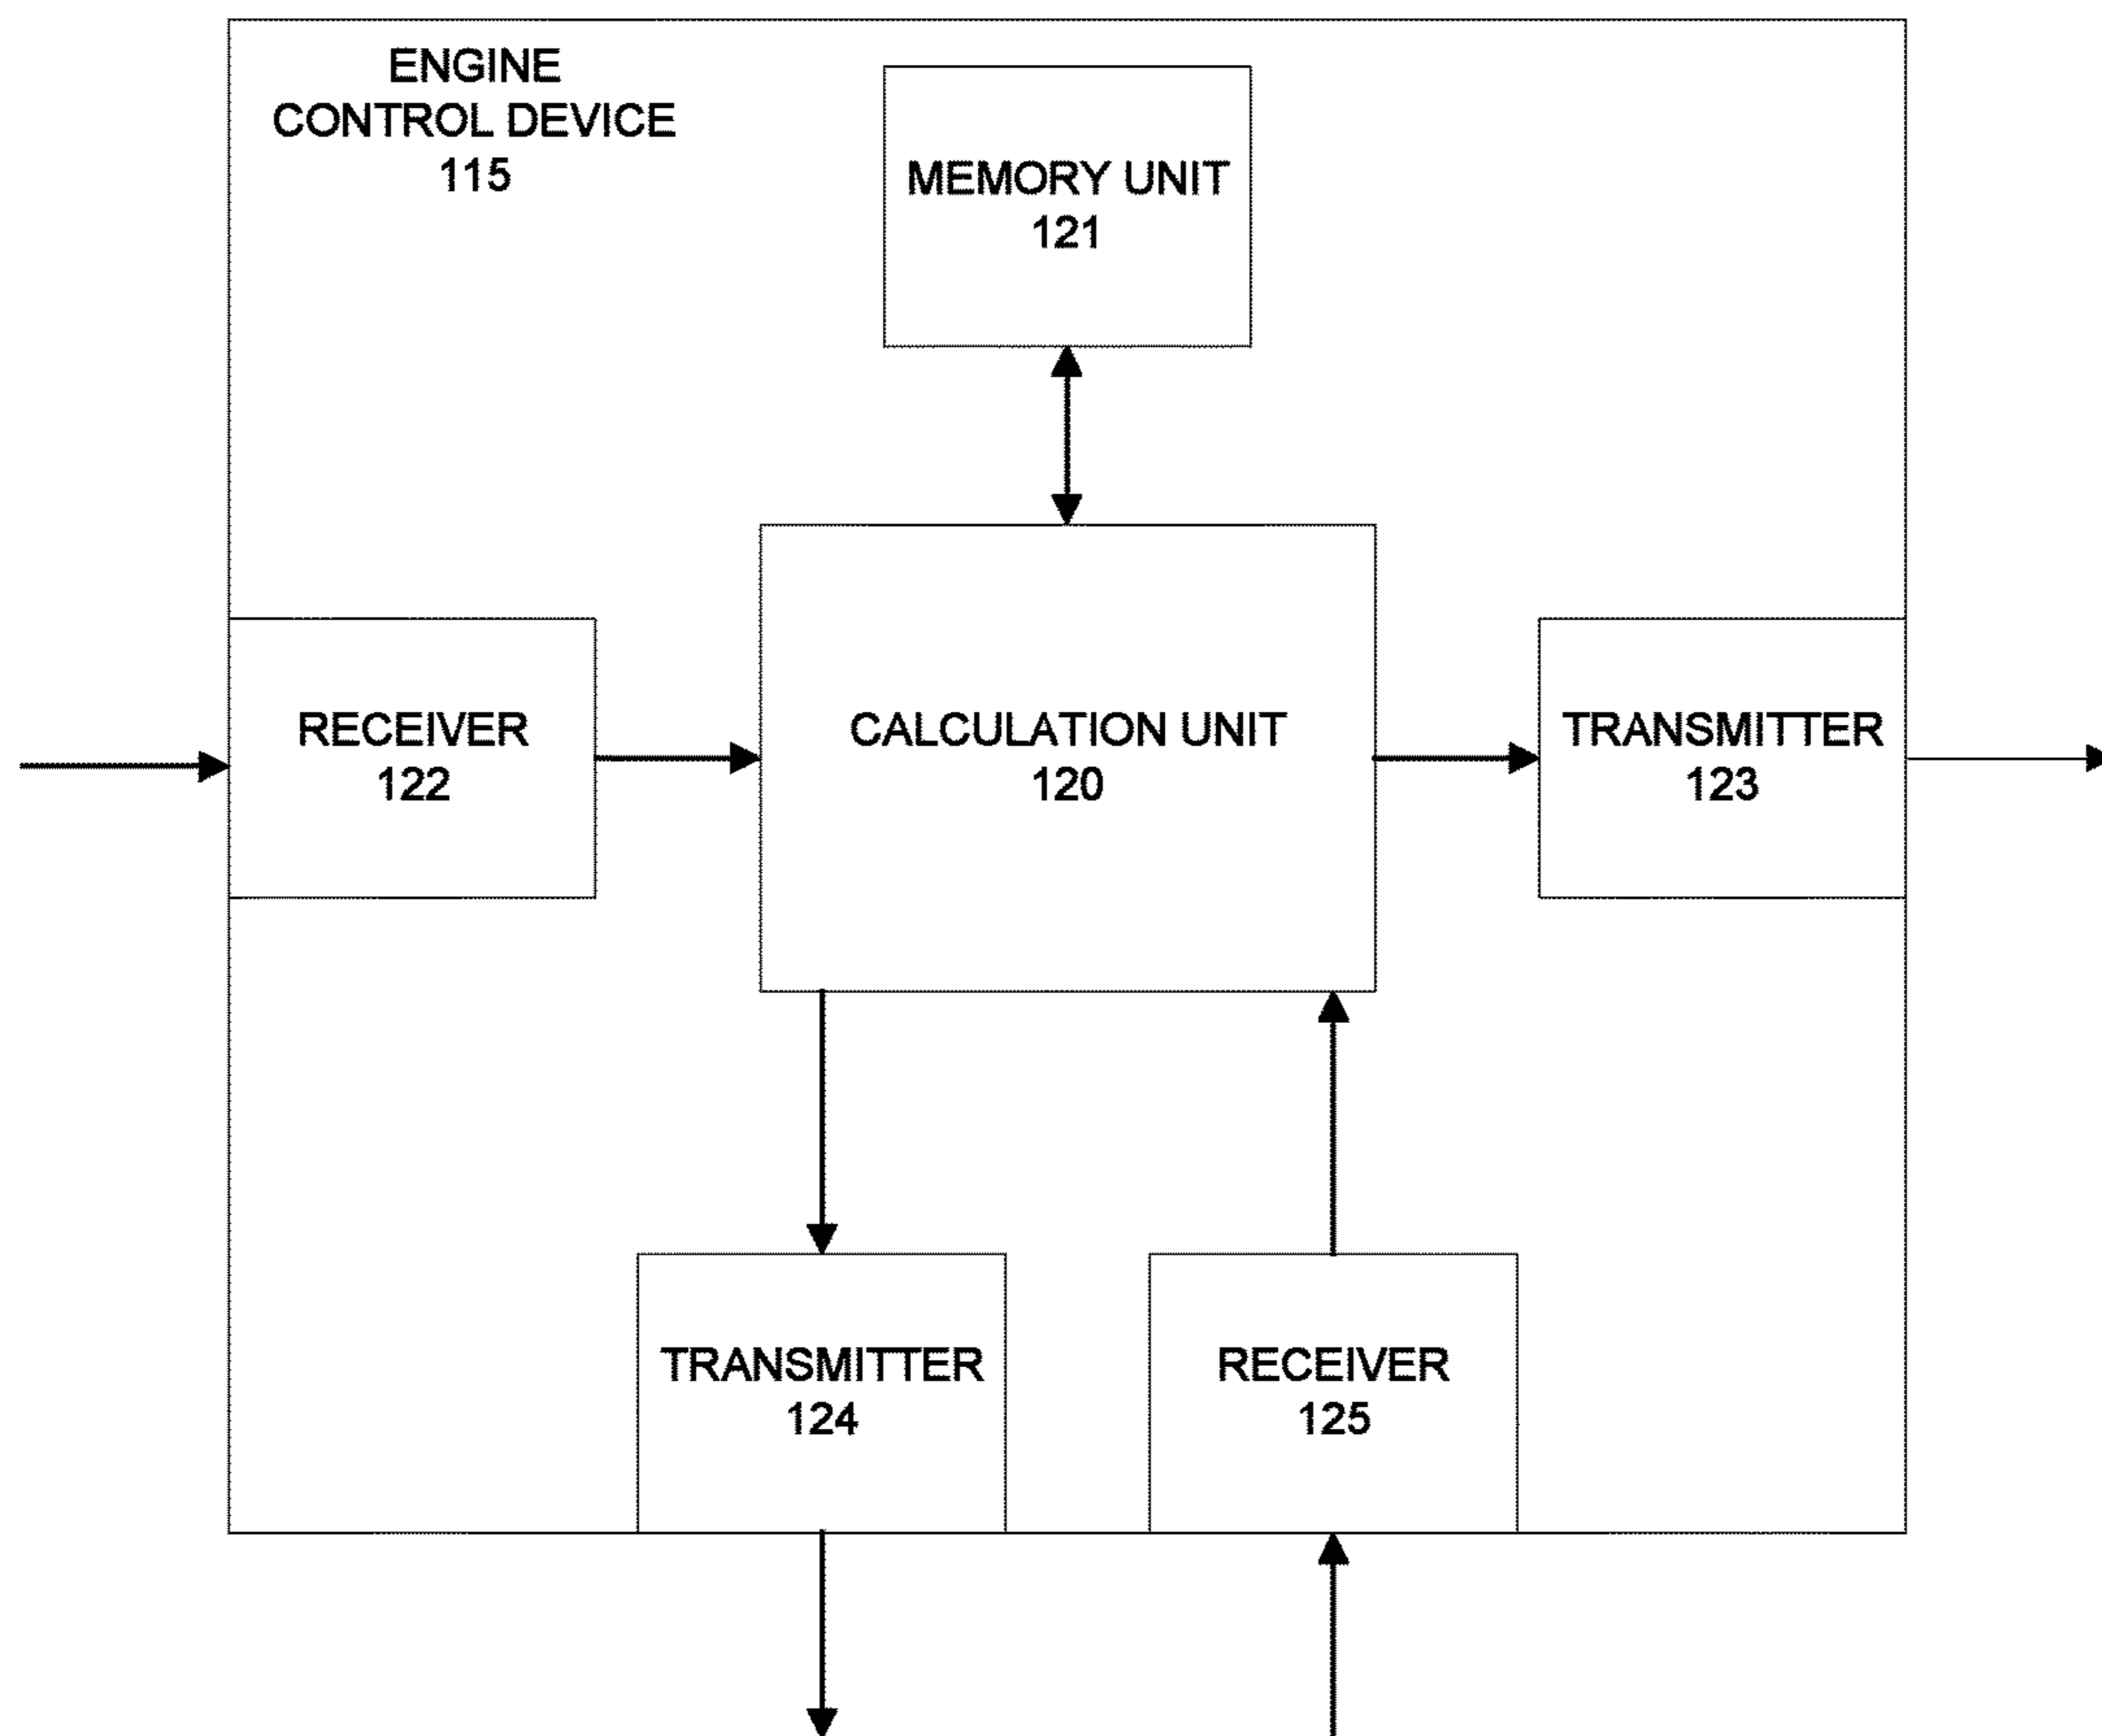 ENGINE
CONTROL DEVICE
115
MEMORY UNIT
121
RECEIVER
122
CALCULATION UNIT
120
TRANSMITTER
123
TRANSMITTER
124
RECEIVER
125